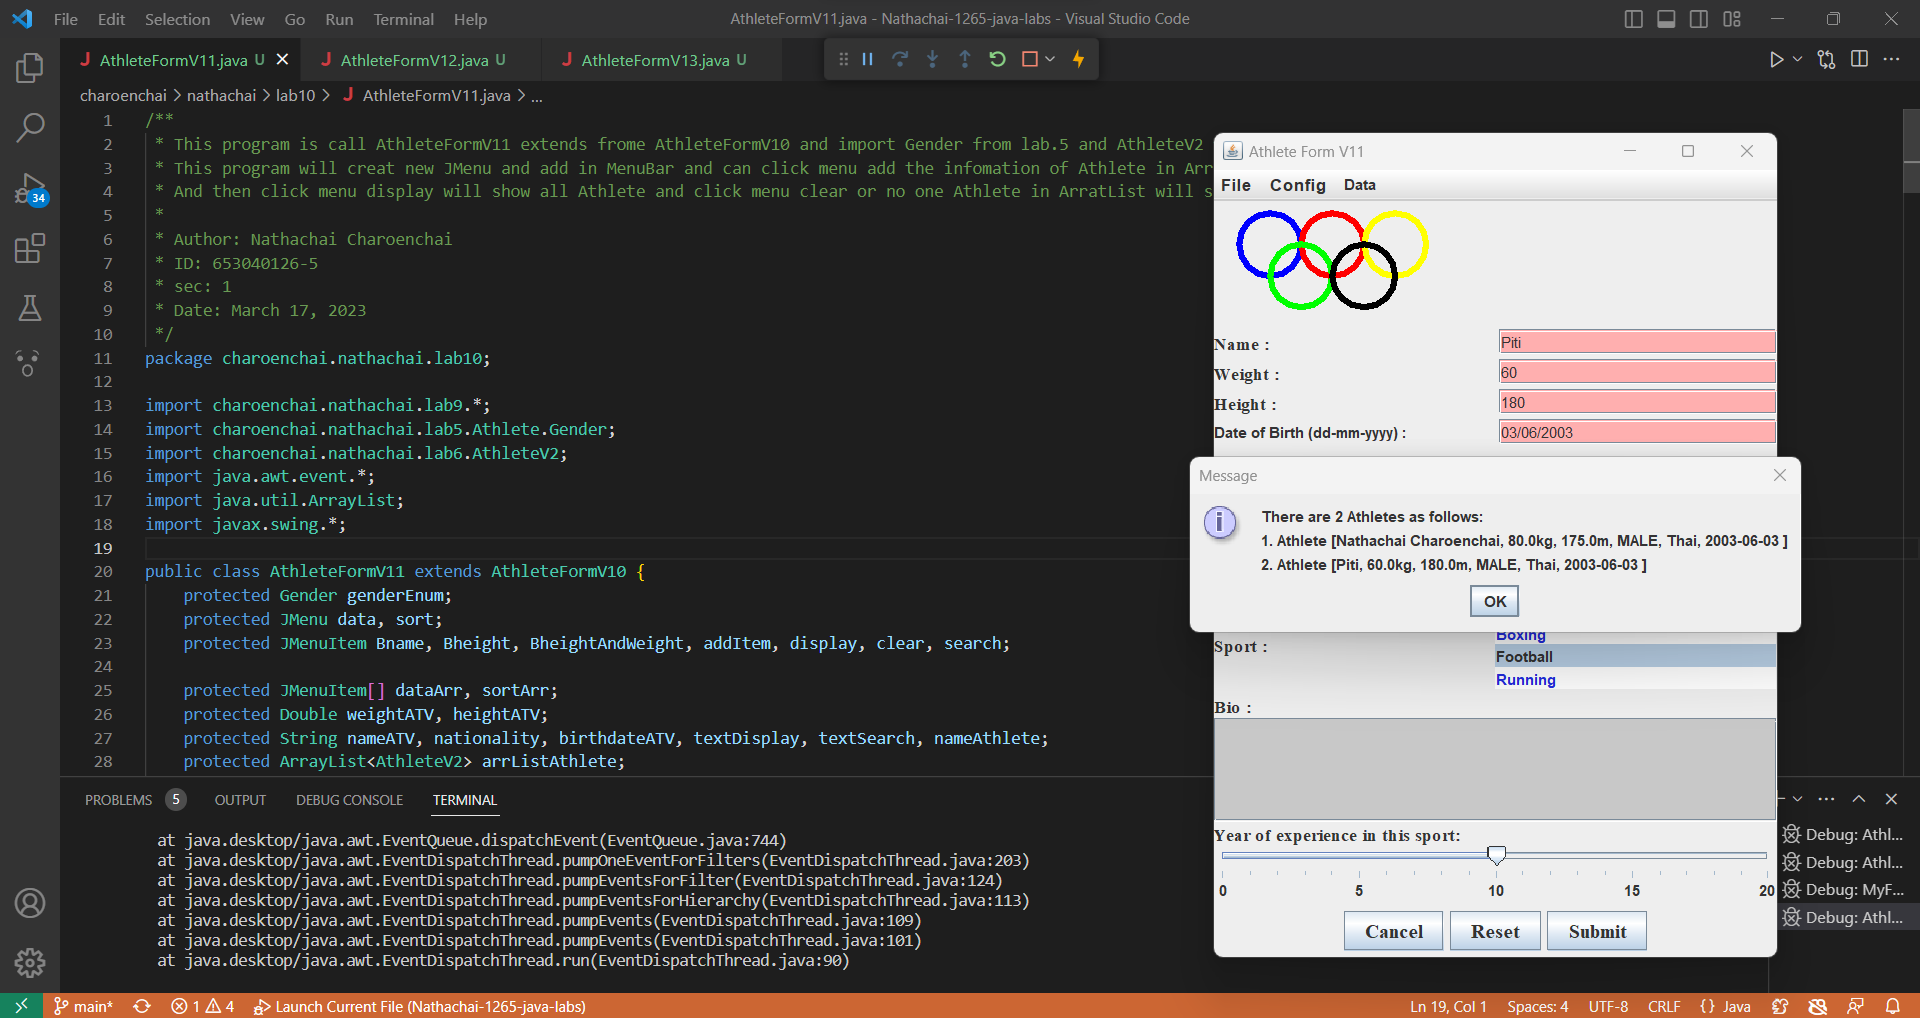 File Edit Selection View Go Run Terminal Help
AthleteFormV11.java - Nathachai-1265-java-labs - Visual Studio Code
J AthleteFormV11.java U
J AthleteFormV12.java U
J AthleteFormV13.java U
charoenchai > nathachai > lab10 > J AthleteFormV11.java > ...
1 /**
2 * This program is call AthleteFormV11 extends frome AthleteFormV10 and import Gender from lab.5 and AthleteV2
3 * This program will creat new JMenu and add in MenuBar and can click menu add the infomation of Athlete in Arr
4 * And then click menu display will show all Athlete and click menu clear or no one Athlete in ArratList will s
5 *
6 * Author: Nathachai Charoenchai
7 * ID: 653040126-5
8 * sec: 1
9 * Date: March 17, 2023
10 */
11 package charoenchai.nathachai.lab10;
12
13 import charoenchai.nathachai.lab9.*;
14 import charoenchai.nathachai.lab5.Athlete.Gender;
15 import charoenchai.nathachai.lab6.AthleteV2;
16 import java.awt.event.*;
17 import java.util.ArrayList;
18 import javax.swing.*;
19
20 public class AthleteFormV11 extends AthleteFormV10 {
21 protected Gender genderEnum;
22 protected JMenu data, sort;
23 protected JMenuItem Bname, Bheight, BheightAndWeight, addItem, display, clear, search;
24
25 protected JMenuItem[] dataArr, sortArr;
26 protected Double weightATV, heightATV;
27 protected String nameATV, nationality, birthdateATV, textDisplay, textSearch, nameAthlete;
28 protected ArrayList<AthleteV2> arrListAthlete;
34
PROBLEMS 5 OUTPUT DEBUG CONSOLE TERMINAL
at java.desktop/java.awt.EventQueue.dispatchEvent(EventQueue.java:744)
at java.desktop/java.awt.EventDispatchThread.pumpOneEventForFilters(EventDispatchThread.java:203)
at java.desktop/java.awt.EventDispatchThread.pumpEventsForFilter(EventDispatchThread.java:124)
at java.desktop/java.awt.EventDispatchThread.pumpEventsForHierarchy(EventDispatchThread.java:113)
at java.desktop/java.awt.EventDispatchThread.pumpEvents(EventDispatchThread.java:109)
at java.desktop/java.awt.EventDispatchThread.pumpEvents(EventDispatchThread.java:101)
at java.desktop/java.awt.EventDispatchThread.run(EventDispatchThread.java:90)
Debug: Athl...
Debug: Athl...
Debug: MyF...
Debug: Athl...
Athlete Form V11
File Config Data
Name : Piti
Weight : 60
Height : 180
Date of Birth (dd-mm-yyyy) : 03/06/2003
Message
There are 2 Athletes as follows:
1. Athlete [Nathachai Charoenchai, 80.0kg, 175.0m, MALE, Thai, 2003-06-03 ]
2. Athlete [Piti, 60.0kg, 180.0m, MALE, Thai, 2003-06-03 ]
OK
Boxing
Sport :
Football
Running
Bio :
Year of experience in this sport:
0 5 10 15 20
Cancel Reset Submit
main* 1 4 Launch Current File (Nathachai-1265-java-labs)
Ln 19, Col 1 Spaces: 4 UTF-8 CRLF {} Java